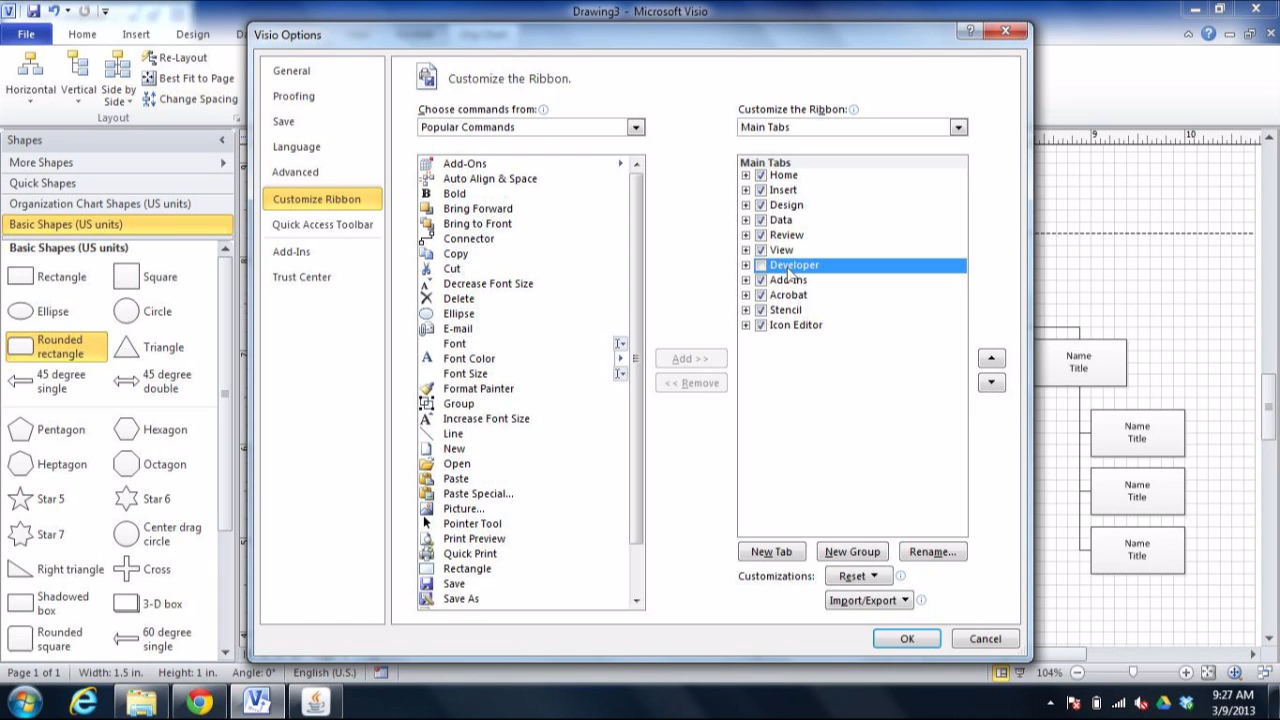 Drawing3 - Microsoft Visio
File
Home
Insert
Design
Re-Layout
Best Fit to Page
Change Spacing
Horizontal
Vertical
Side by
Side
Layout
Shapes
More Shapes
Quick Shapes
Organization Chart Shapes (US units)
Basic Shapes (US units)
Basic Shapes (US units)
Rectangle
Square
Ellipse
Circle
Rounded
rectangle
Triangle
45 degree
single
45 degree
double
Pentagon
Hexagon
Heptagon
Octagon
Star 5
Star 6
Star 7
Center drag
circle
Right triangle
Cross
Shadowed
box
3-D box
Rounded
square
60 degree
single
Visio Options
General
Proofing
Save
Language
Advanced
Customize Ribbon
Quick Access Toolbar
Add-Ins
Trust Center
Customize the Ribbon.
Choose commands from:
Popular Commands
Add-Ons
Auto Align & Space
Bold
Bring Forward
Bring to Front
Connector
Copy
Cut
Decrease Font Size
Delete
Ellipse
E-mail
Font
Font Color
Font Size
Format Painter
Group
Increase Font Size
Line
New
Open
Paste
Paste Special...
Picture...
Pointer Tool
Print Preview
Quick Print
Rectangle
Save
Save As
Add >>
<< Remove
Customize the Ribbon:
Main Tabs
Main Tabs
Home
Insert
Design
Data
Review
View
Developer
Add-Ins
Acrobat
Stencil
Icon Editor
New Tab
New Group
Rename...
Customizations:
Reset
Import/Export
OK
Cancel
9
10
Name
Title
Name
Title
Name
Title
Name
Title
Page 1 of 1
Width: 1.5 in.
Height: 1 in.
Angle: 0°
English (U.S.)
104%
9:27 AM
3/9/2013